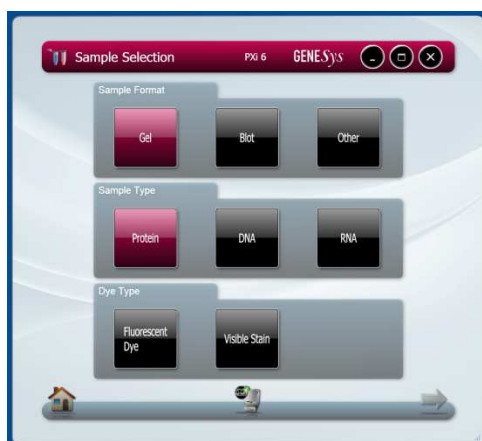 Sample Selection PXi 6 GENESys
Sample Format
Gel Blot Other
Sample Type
Protein DNA RNA
Dye Type
Fluorescent
Dye
Visible Stain